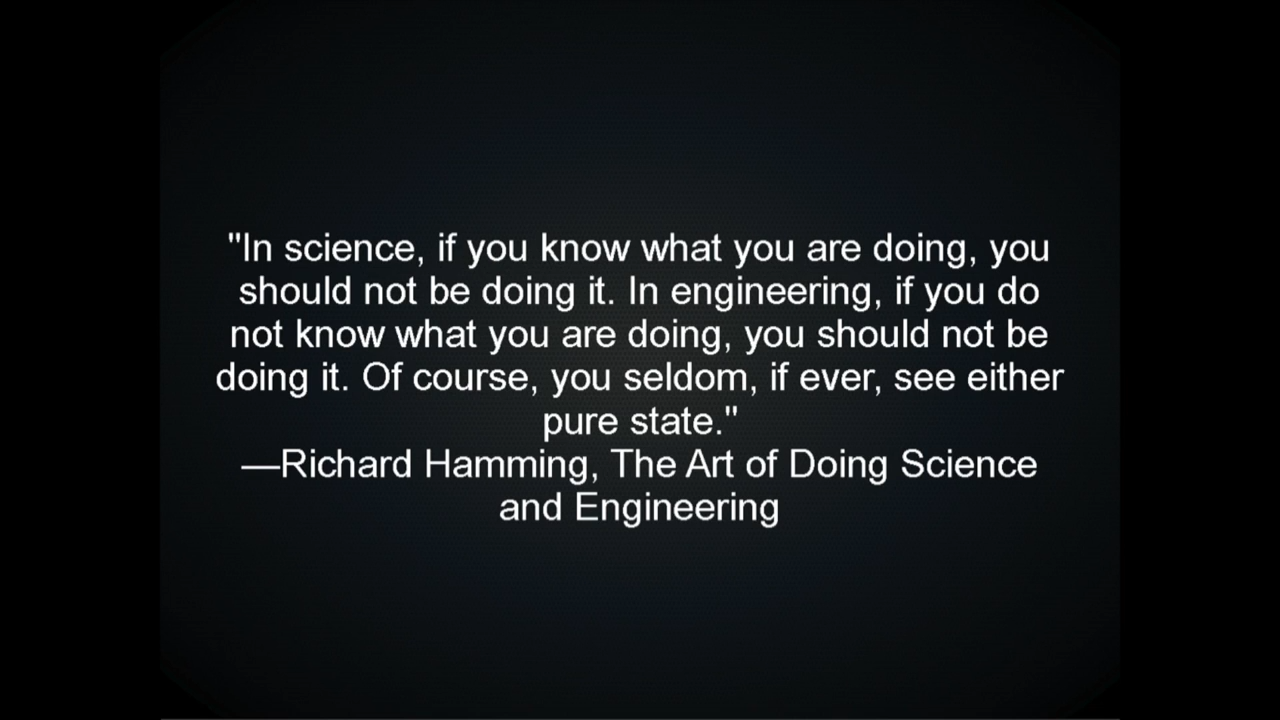 "In science, if you know what you are doing, you
should not be doing it. In engineering, if you do
not know what you are doing, you should not be
doing it. Of course, you seldom, if ever, see either
pure state."
—Richard Hamming, The Art of Doing Science
and Engineering